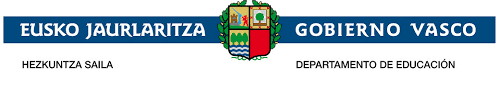 EUSKO JAURLARITZA GOBIERNO VASCO
HEZKUNTZA SAILA DEPARTAMENTO DE EDUCACIÓN